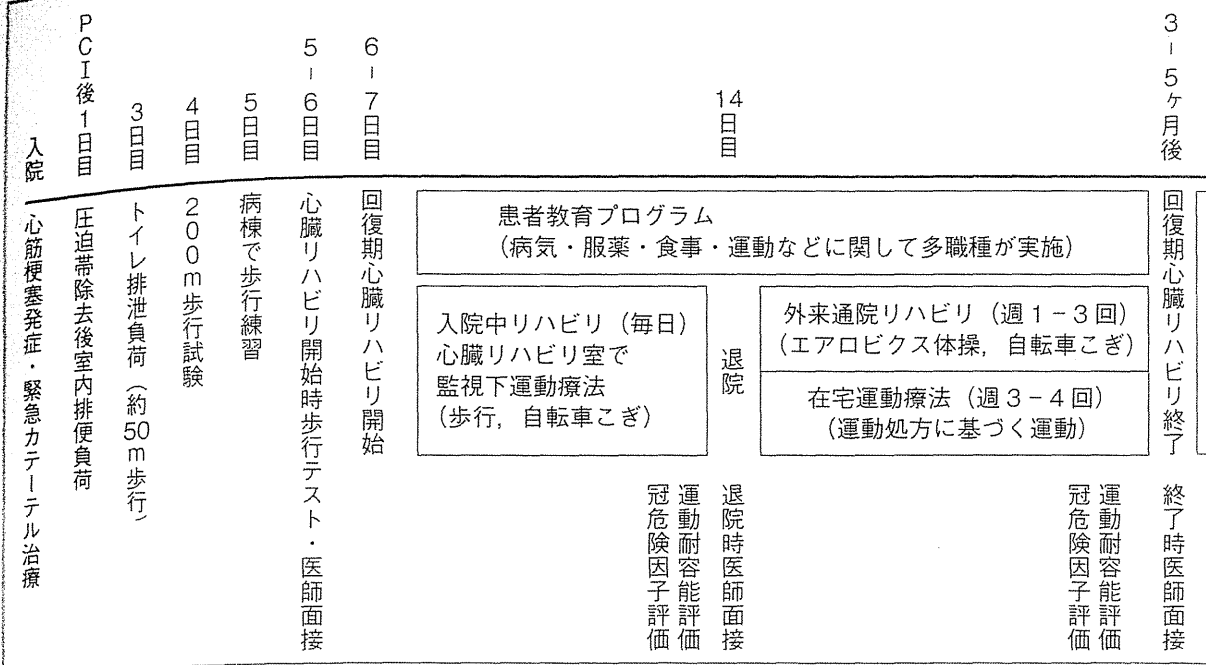 入院
心筋梗塞発症・緊急カテーテル治療
PCI後1日目
圧迫帯除去後室内排便負荷
3日目
トイレ排泄負荷（約50m歩行）
4日目
200m歩行試験
5日目
病棟で歩行練習
5-6日目
心臓リハビリ開始時歩行テスト・医師面接
6-7日目
回復期心臓リハビリ開始
患者教育プログラム
（病気・服薬・食事・運動などに関して多職種が実施）
入院中リハビリ（毎日）
心臓リハビリ室で
監視下運動療法
（歩行，自転車こぎ）
冠危険因子評価
運動耐容能評価
14日目
退院
退院時医師面接
外来通院リハビリ（週1-3回）
（エアロビクス体操，自転車こぎ）
在宅運動療法（週3-4回）
（運動処方に基づく運動）
冠危険因子評価
運動耐容能評価
3-5ヶ月後
回復期心臓リハビリ終了
終了時医師面接